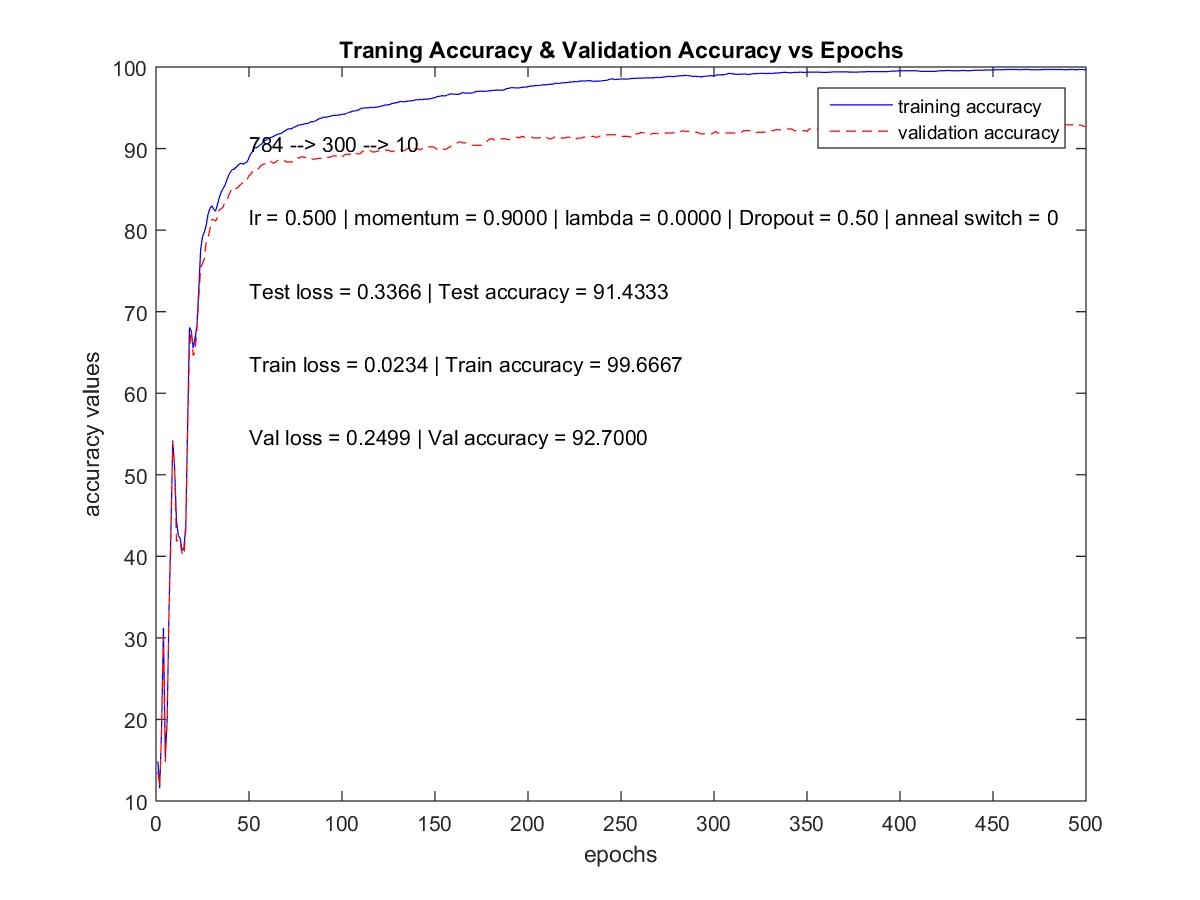 Traning Accuracy & Validation Accuracy vs Epochs
100
90
80
70
60
50
40
30
20
10
accuracy values
training accuracy
validation accuracy
784 --> 300 --> 10
lr = 0.500 | momentum = 0.9000 | lambda = 0.0000 | Dropout = 0.50 | anneal switch = 0
Test loss = 0.3366 | Test accuracy = 91.4333
Train loss = 0.0234 | Train accuracy = 99.6667
Val loss = 0.2499 | Val accuracy = 92.7000
0 50 100 150 200 250 300 350 400 450 500
epochs